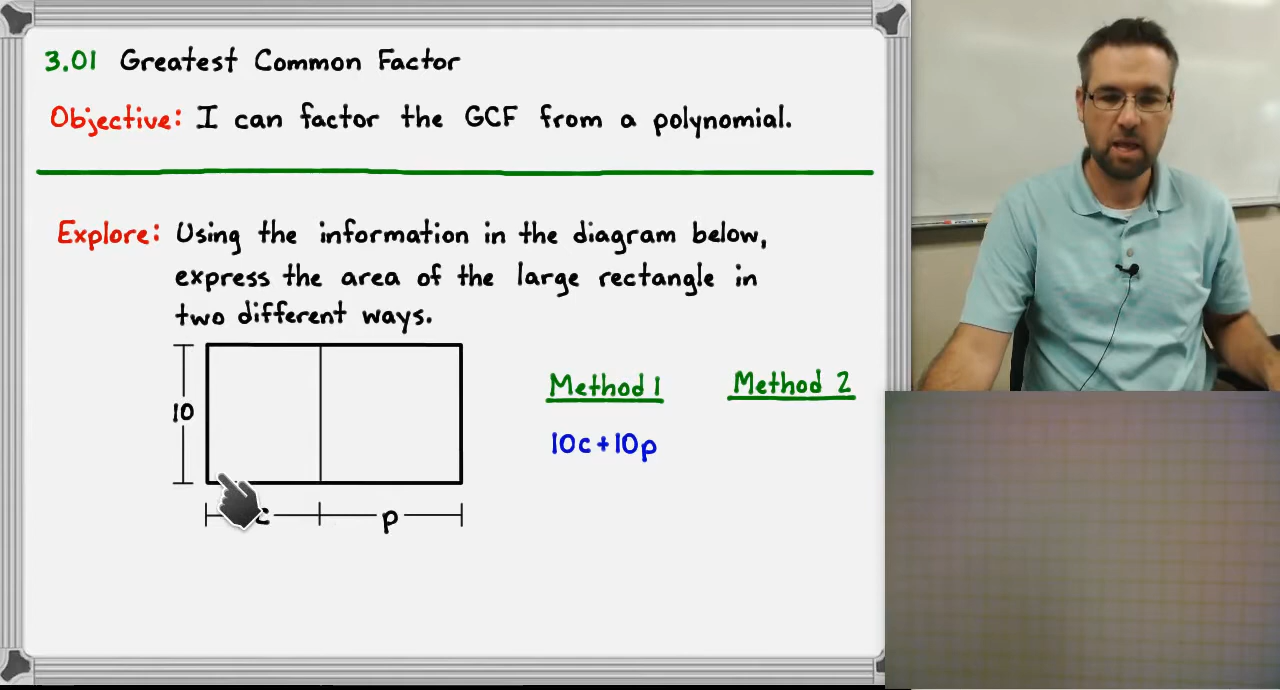 3.01 Greatest Common Factor
Objective: I can factor the GCF from a polynomial.
Explore: Using the information in the diagram below,
express the area of the large rectangle in
two different ways.
10
Method 1
Method 2
10c+10p
c
p